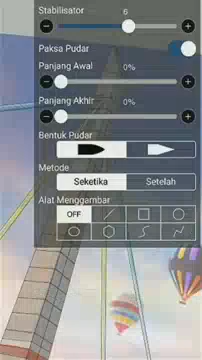 Stabilisator
6
Paksa Pudar
Panjang Awal 0%
Panjang Akhir 0%
Bentuk Pudar
Metode
Seketika Setelah
Alat Menggambar
OFF